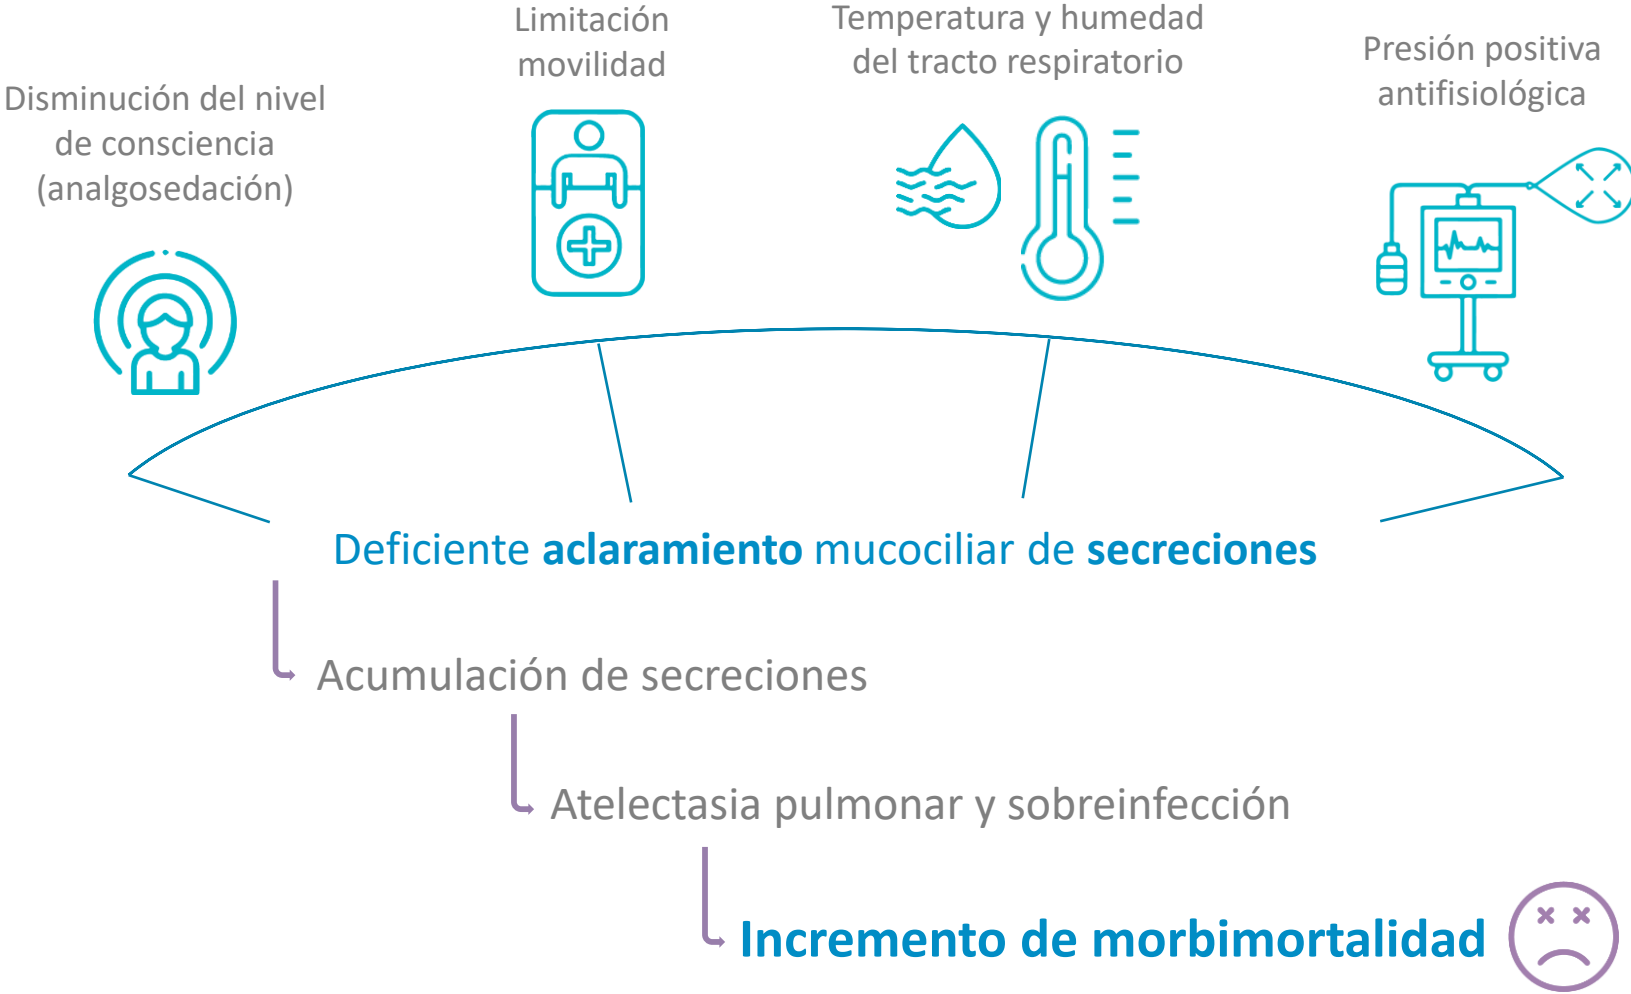 Disminución del nivel
de consciencia
(analgosedación)
Limitación
movilidad
Temperatura y humedad
del tracto respiratorio
Presión positiva
antifisiológica
Deficiente aclaramiento mucociliar de secreciones
Acumulación de secreciones
Atelectasia pulmonar y sobreinfección
Incremento de morbimortalidad